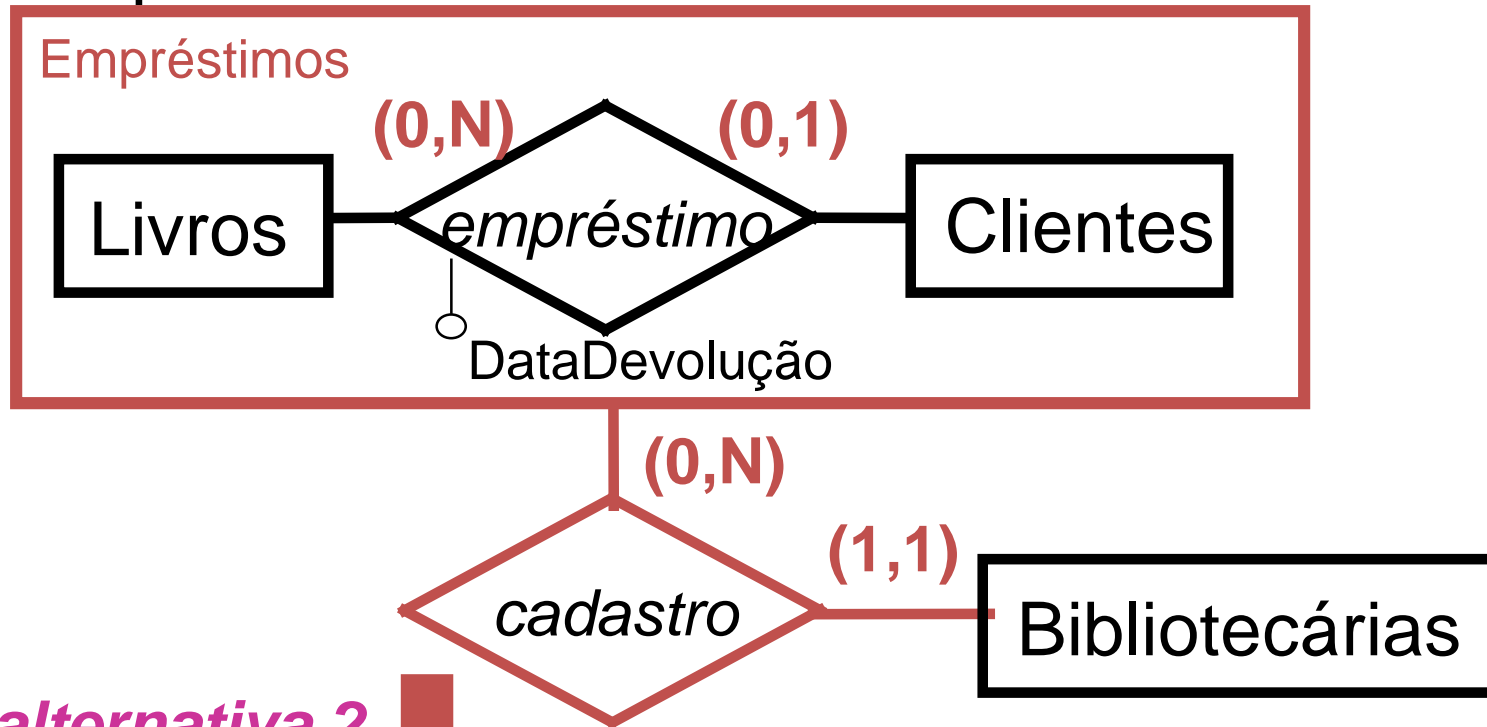 Empréstimos
(0,N) (0,1)
Livros empréstimo Clientes
DataDevolução
(0,N)
(1,1)
cadastro Bibliotecárias
alternativa 2